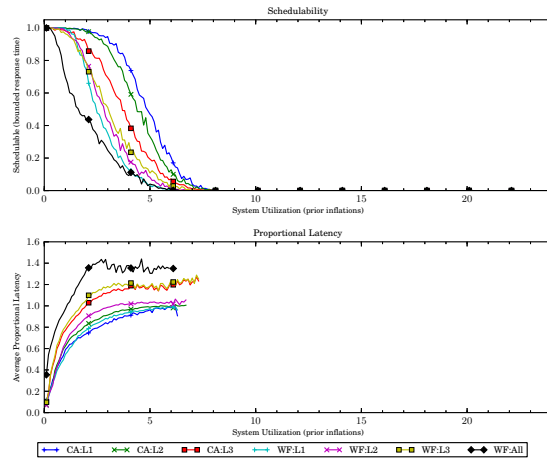 Schedulability
Schedulable (bounded response time)
1.0
0.8
0.6
0.4
0.2
0.0
0 5 10 15 20
System Utilization (prior inflations)
Proportional Latency
Average Proportional Latency
1.6
1.4
1.2
1.0
0.8
0.6
0.4
0.2
0.0
0 5 10 15 20
System Utilization (prior inflations)
CA:L1 CA:L2 CA:L3 WF:L1 WF:L2 WF:L3 WF:All